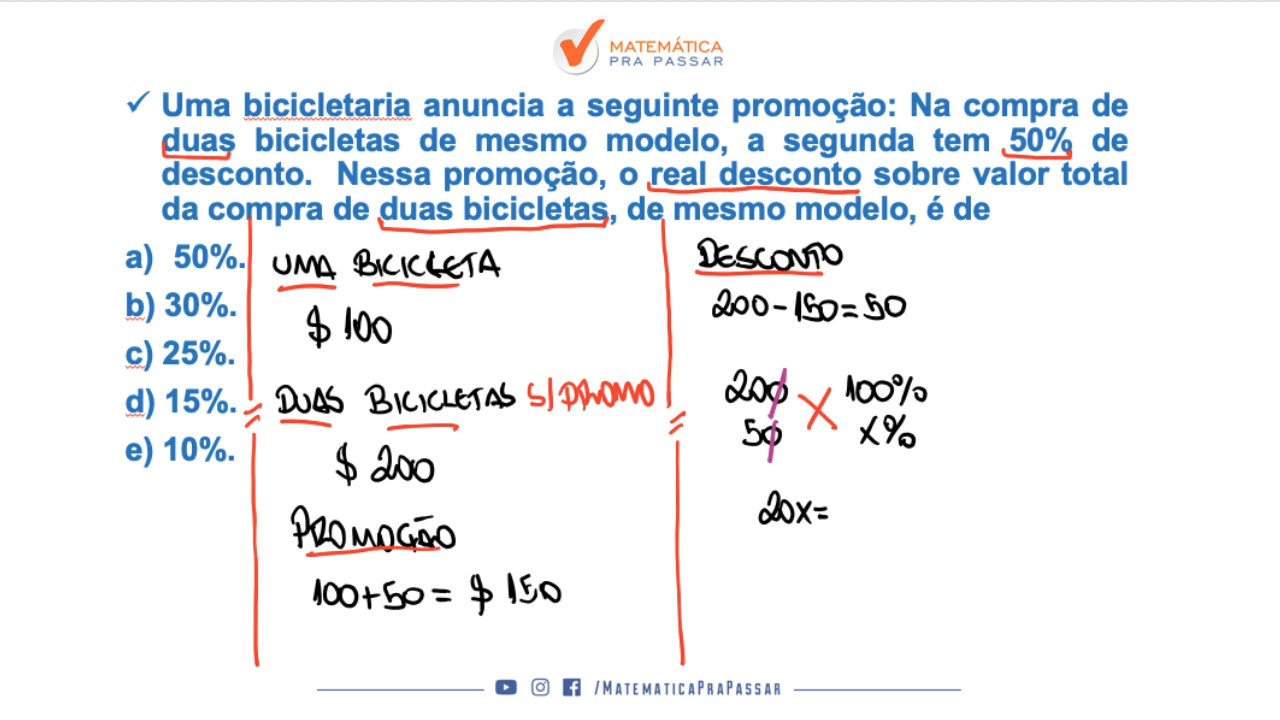 MATEMÁTICA
PRA PASSAR
✓ Uma bicicletaria anuncia a seguinte promoção: Na compra de
duas bicicletas de mesmo modelo, a segunda tem 50% de
desconto. Nessa promoção, o real desconto sobre valor total
da compra de duas bicicletas, de mesmo modelo, é de
a) 50%.
b) 30%.
c) 25%.
d) 15%.
e) 10%.
UMA BICICLETA
$ 100
DUAS BICICLETAS S/PROMO
$ 200
PROMOÇÃO
100+50= $ 150
DESCONTO
200-150=50
200 X 100%
50 X%
20X=
/MATEMATICAPRAPASSAR